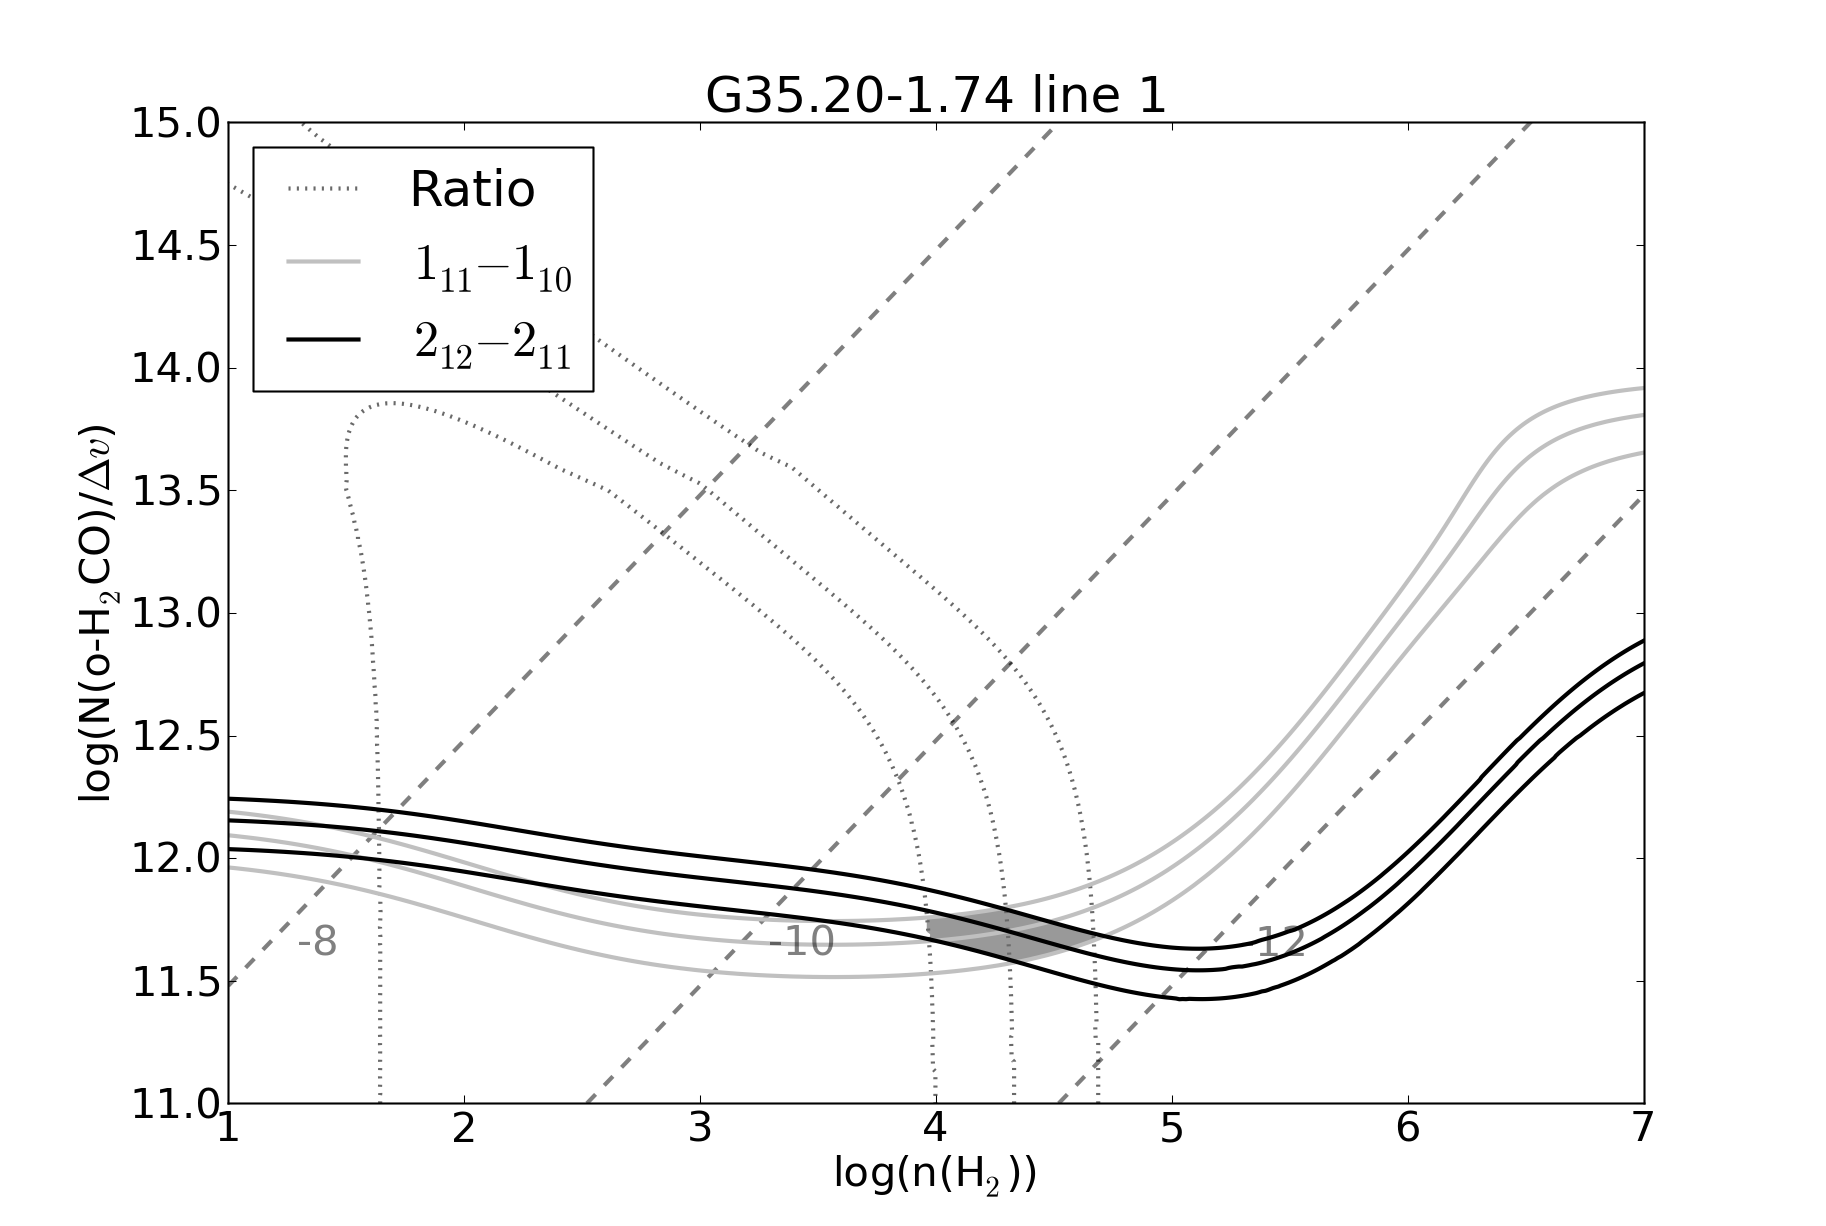 G35.20-1.74 line 1
15.0
14.5
14.0
13.5
13.0
12.5
12.0
11.5
11.0
log(N(o-H₂CO)/Δv)
Ratio
1₁₁−1₁₀
2₁₂−2₁₁
-8
-10
-12
1 2 3 4 5 6 7
log(n(H₂))